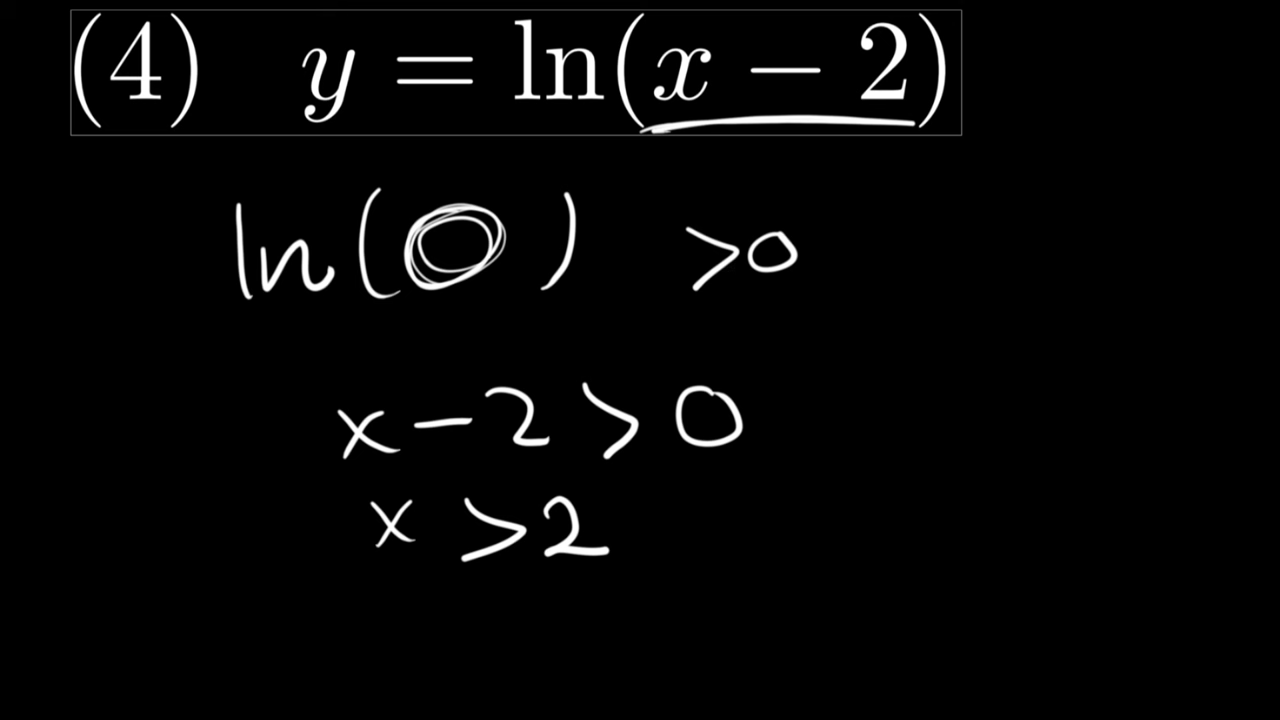 (4) y = ln(x − 2)
ln(O) >0
x−2>0
x>2